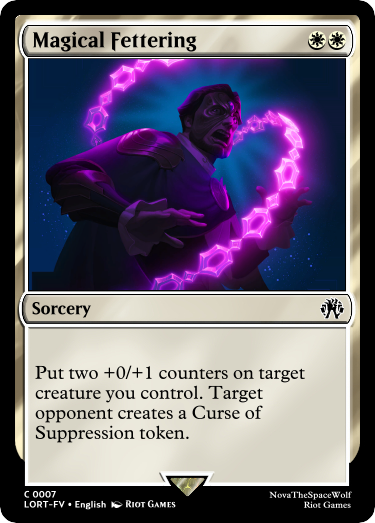 Magical Fettering
Sorcery
Put two +0/+1 counters on target
creature you control. Target
opponent creates a Curse of
Suppression token.
C 0007
LORT-FV • English Riot Games
NovaTheSpaceWolf
Riot Games